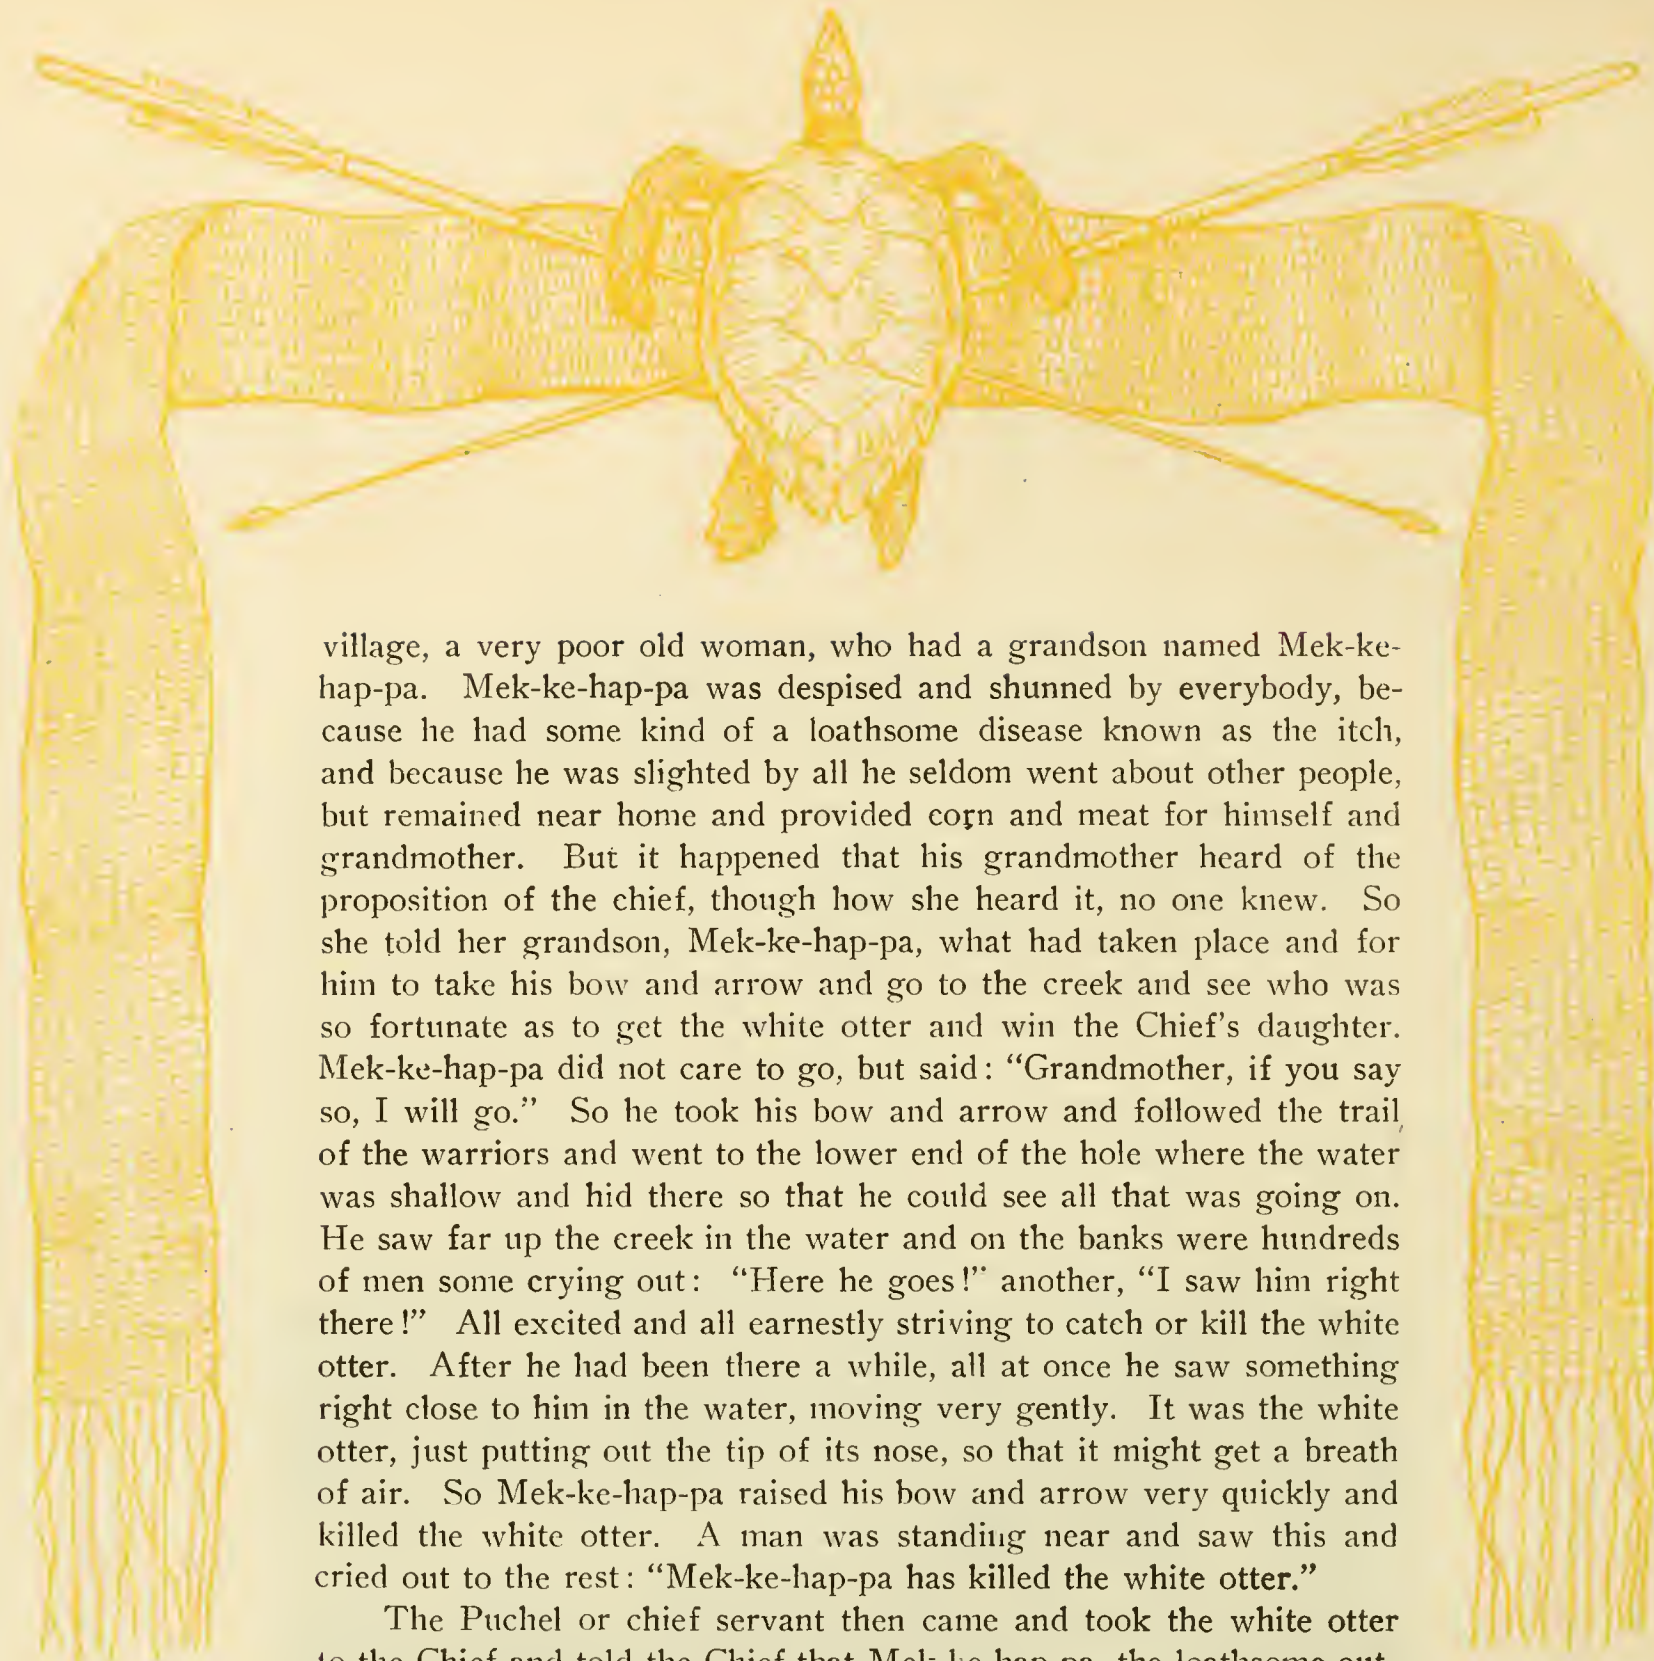 village, a very poor old woman, who had a grandson named Mek-ke-
hap-pa. Mek-ke-hap-pa was despised and shunned by everybody, be-
cause he had some kind of a loathsome disease known as the itch,
and because he was slighted by all he seldom went about other people,
but remained near home and provided corn and meat for himself and
grandmother. But it happened that his grandmother heard of the
proposition of the chief, though how she heard it, no one knew. So
she told her grandson, Mek-ke-hap-pa, what had taken place and for
him to take his bow and arrow and go to the creek and see who was
so fortunate as to get the white otter and win the Chief's daughter.
Mek-ke-hap-pa did not care to go, but said: "Grandmother, if you say
so, I will go." So he took his bow and arrow and followed the trail
of the warriors and went to the lower end of the hole where the water
was shallow and hid there so that he could see all that was going on.
He saw far up the creek in the water and on the banks were hundreds
of men some crying out: "Here he goes!" another, "I saw him right
there!" All excited and all earnestly striving to catch or kill the white
otter. After he had been there a while, all at once he saw something
right close to him in the water, moving very gently. It was the white
otter, just putting out the tip of its nose, so that it might get a breath
of air. So Mek-ke-hap-pa raised his bow and arrow very quickly and
killed the white otter. A man was standing near and saw this and
cried out to the rest: "Mek-ke-hap-pa has killed the white otter."
The Puchel or chief servant then came and took the white otter
to the Chief and told the Chief that Mek-ke-hap-pa, the loathsome out-